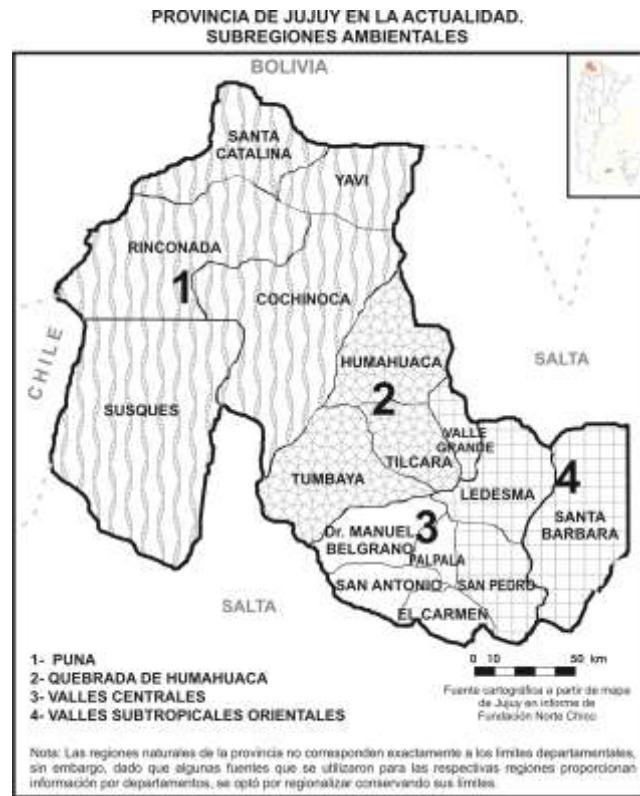 PROVINCIA DE JUJUY EN LA ACTUALIDAD.
SUBREGIONES AMBIENTALES
BOLIVIA
SANTA
CATALINA
YAVI
RINCONADA
1
COCHINOCA
CHILE
HUMAHUACA
SALTA
2
SUSQUES
VALLE
GRANDE
TILCARA
TUMBAYA
LEDESMA
4
SANTA
BARBARA
3
Dr. MANUEL
BELGRANO
PALPALA
SAN ANTONIO
SAN PEDRO
EL CARMEN
SALTA
1- PUNA
2- QUEBRADA DE HUMAHUACA
3- VALLES CENTRALES
4- VALLES SUBTROPICALES ORIENTALES
0 10 50 km
Fuente cartográfica a partir de mapa
de Jujuy en informe de
Fundación Norte Chico
Nota: Las regiones naturales de la provincia no corresponden exactamente a los limites departamentales,
sin embargo, dado que algunas fuentes que se utilizaron para las respectivas regiones proporcionan
información por departamentos, se optó por regionalizar conservando sus limites.